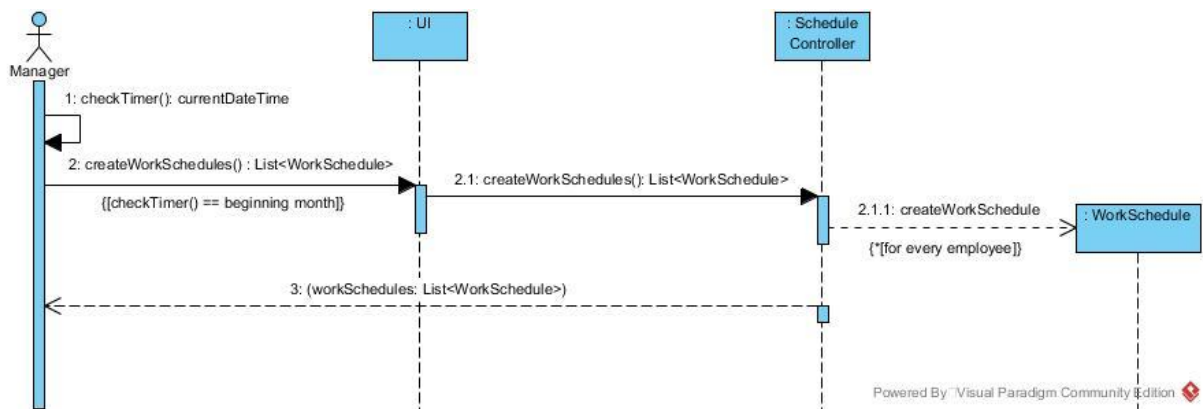 : UI
: Schedule
Controller
Manager
1: checkTimer(): currentDateTime
2: createWorkSchedules() : List<WorkSchedule>
{[checkTimer() == beginning month]}
2.1: createWorkSchedules(): List<WorkSchedule>
2.1.1: createWorkSchedule
{*[for every employee]}
: WorkSchedule
3: (workSchedules: List<WorkSchedule>)
Powered By Visual Paradigm Community Edition